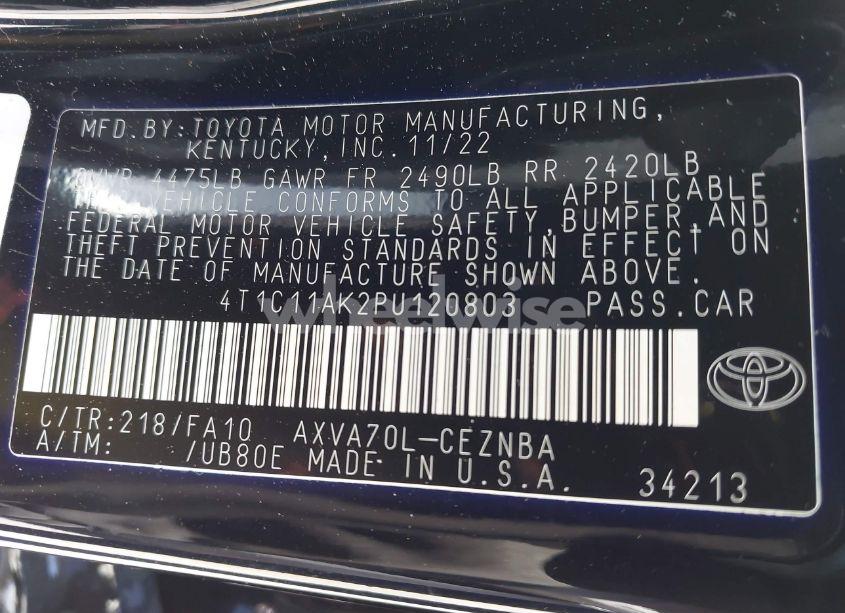 MFD. BY: TOYOTA MOTOR MANUFACTURING,
KENTUCKY, INC. 11/22
GVWR 4475LB GAWR FR 2490LB RR 2420LB
THIS VEHICLE CONFORMS TO ALL APPLICABLE
FEDERAL MOTOR VEHICLE SAFETY, BUMPER, AND
THEFT PREVENTION STANDARDS IN EFFECT ON
THE DATE OF MANUFACTURE SHOWN ABOVE.
4T1C11AK2PU120803 PASS. CAR
wheelwise
C/TR: 218/FA10 AXVA70L-CEZNBA
A/TM: /UB80E MADE IN U.S.A.
34213